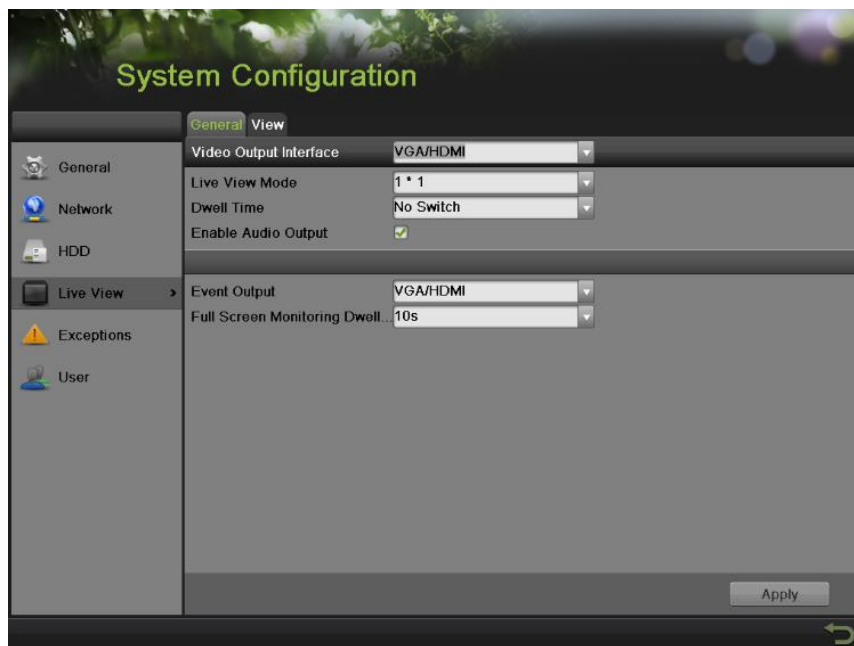 System Configuration
General View
Video Output Interface VGA/HDMI
General
Live View Mode 1 * 1
Network
Dwell Time No Switch
Enable Audio Output
HDD
Live View > Event Output VGA/HDMI
Full Screen Monitoring Dwell... 10s
Exceptions
User
Apply